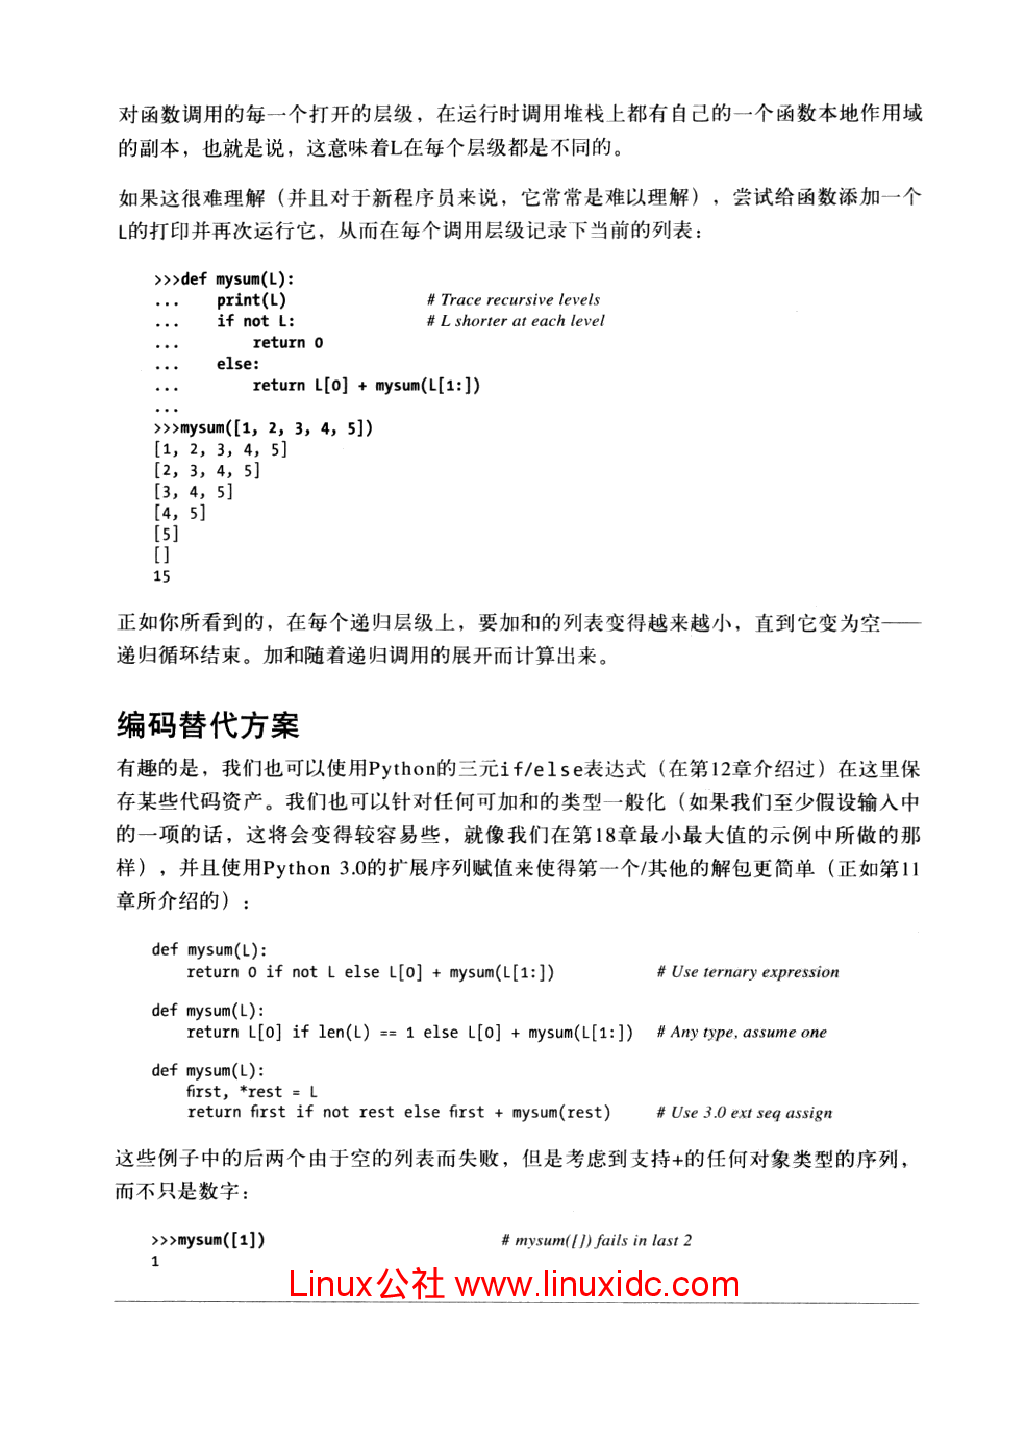 对函数调用的每一个打开的层级，在运行时调用堆栈上都有自己的一个函数本地作用域
的副本，也就是说，这意味着L在每个层级都是不同的。
如果这很难理解（并且对于新程序员来说，它常常是难以理解），尝试给函数添加一个
L的打印并再次运行它，从而在每个调用层级记录下当前的列表：
>>>def mysum(L):
...    print(L)    # Trace recursive levels
...    if not L:    # L shorter at each level
...        return 0
...    else:
...        return L[0] + mysum(L[1:])
...
>>>mysum([1, 2, 3, 4, 5])
[1, 2, 3, 4, 5]
[2, 3, 4, 5]
[3, 4, 5]
[4, 5]
[5]
[]
15
正如你所看到的，在每个递归层级上，要加和的列表变得越来越小，直到它变为空——
递归循环结束。加和随着递归调用的展开而计算出来。
编码替代方案
有趣的是，我们也可以使用Python的三元if/else表达式（在第12章介绍过）在这里保
存某些代码资产。我们也可以针对任何可加和的类型一般化（如果我们至少假设输入中
的一项的话，这将会变得较容易些，就像我们在第18章最小最大值的示例中所做的那
样），并且使用Python 3.0的扩展序列赋值来使得第一个/其他的解包更简单（正如第11
章所介绍的）：
def mysum(L):
    return 0 if not L else L[0] + mysum(L[1:])    # Use ternary expression
def mysum(L):
    return L[0] if len(L) == 1 else L[0] + mysum(L[1:])    # Any type, assume one
def mysum(L):
    first, *rest = L
    return first if not rest else first + mysum(rest)    # Use 3.0 ext seq assign
这些例子中的后两个由于空的列表而失败，但是考虑到支持+的任何对象类型的序列，
而不只是数字：
>>>mysum([1])    # mysum([]) fails in last 2
1
Linux公社 www.linuxidc.com